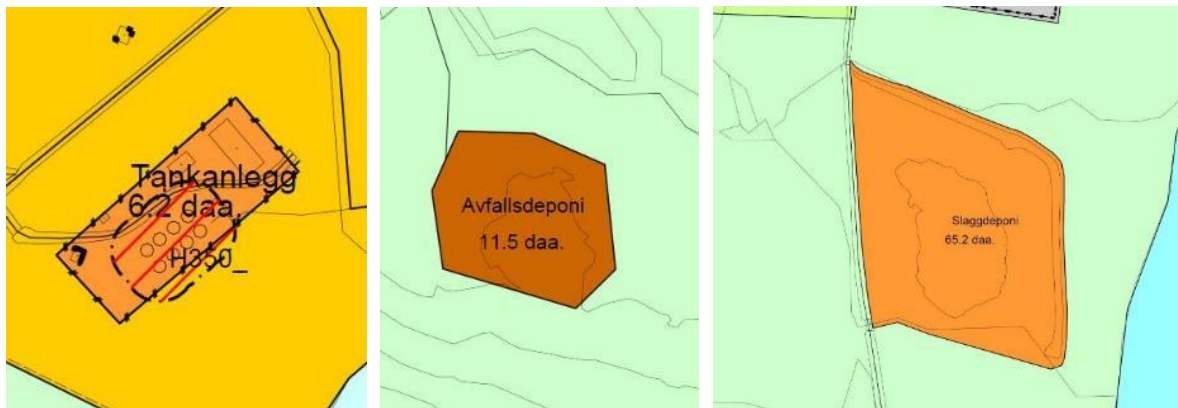 Tankanlegg
6.2 daa.
H350_
Avfallsdeponi
11.5 daa.
Slaggdeponi
65.2 daa.